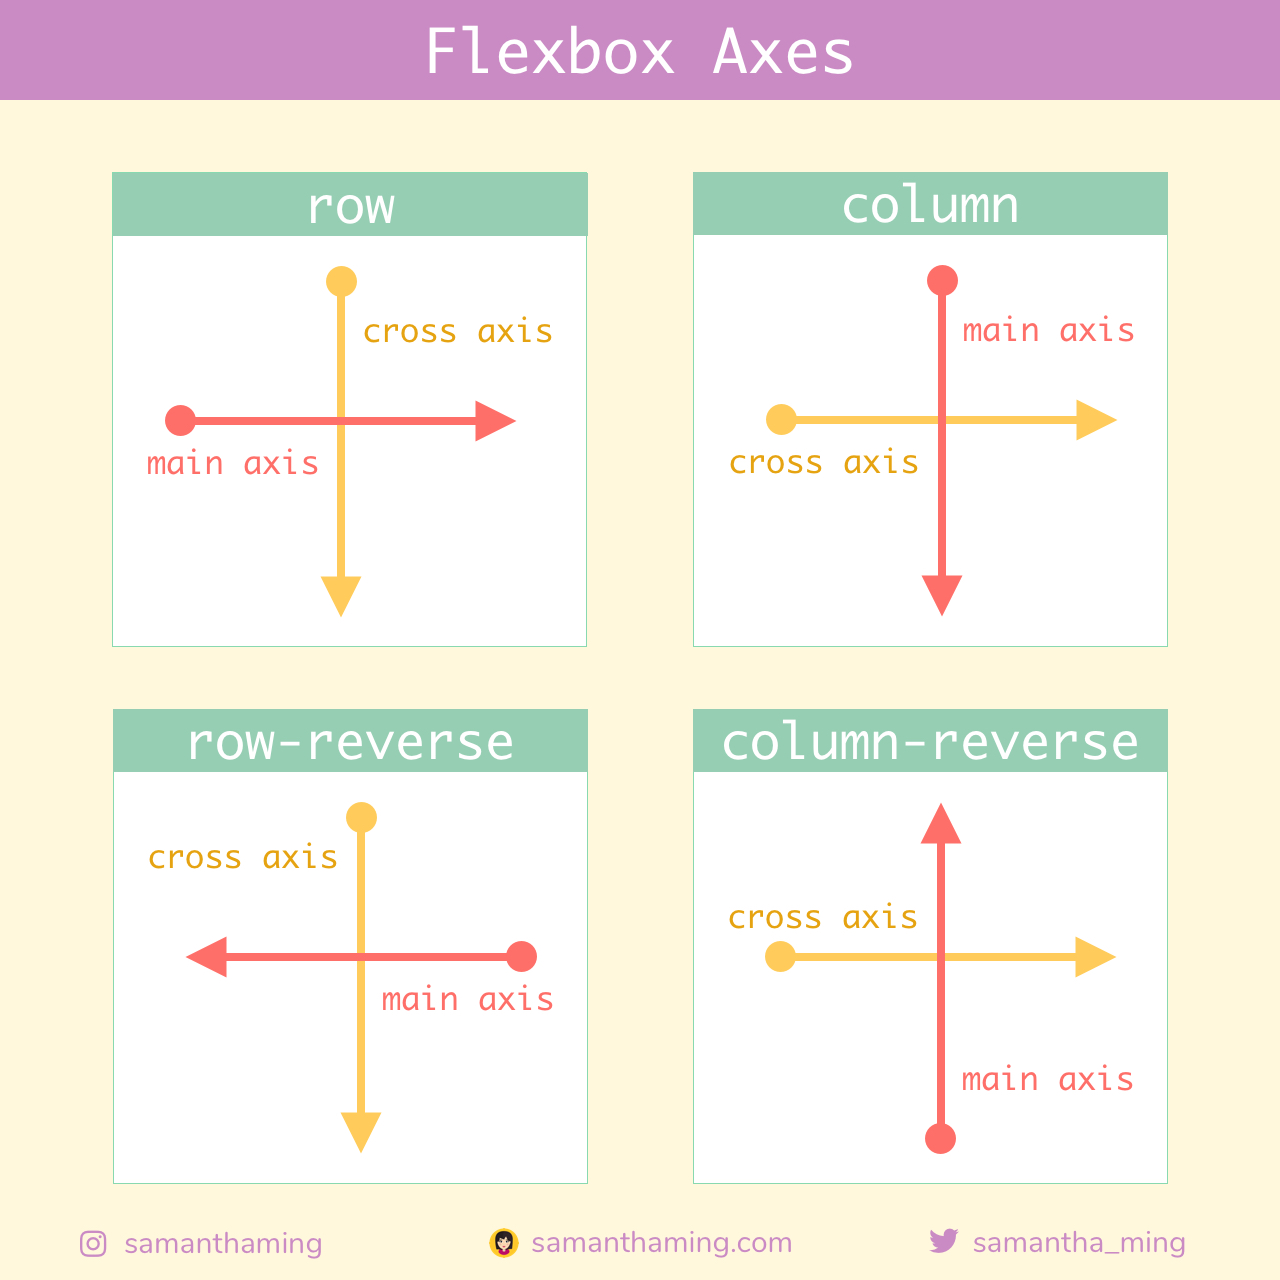 Flexbox Axes
row
cross axis
main axis
column
main axis
cross axis
row-reverse
cross axis
main axis
column-reverse
cross axis
main axis
samanthaming
samanthaming.com
samantha_ming